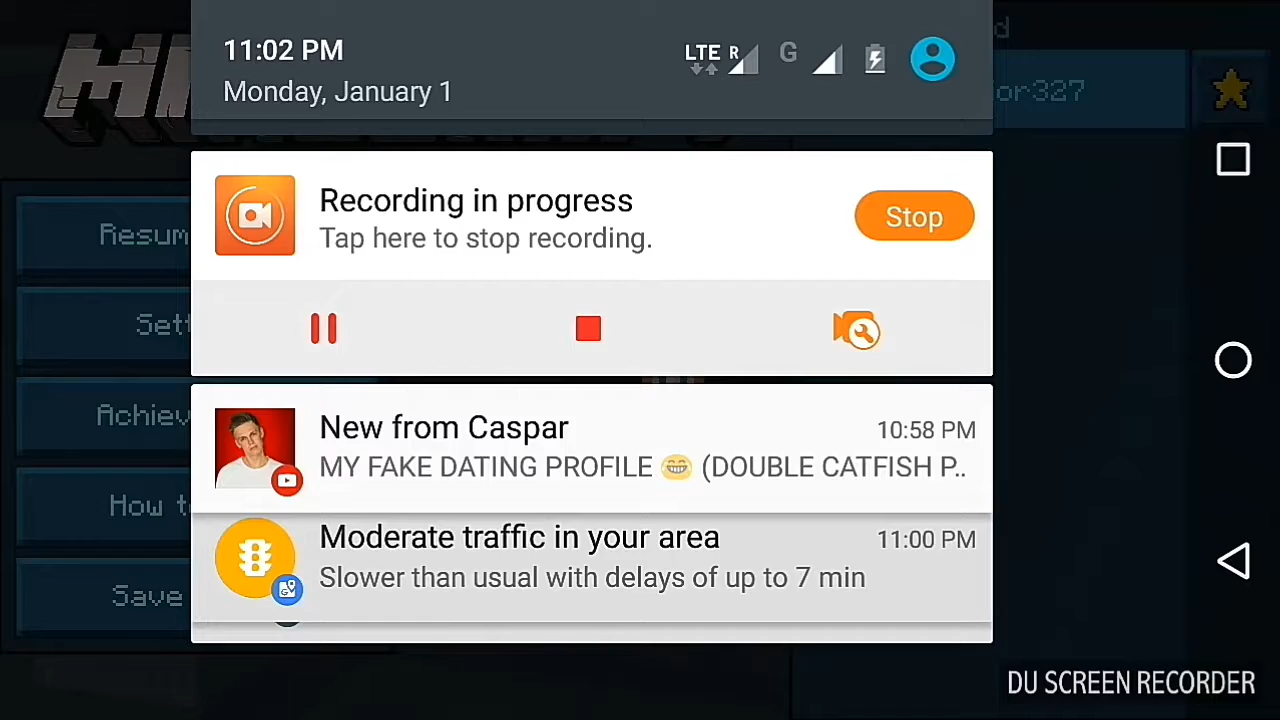 11:02 PM
LTE R G
Monday, January 1
or327
Recording in progress
Tap here to stop recording.
Stop
Resum
Sett
Achiev
How t
Save
New from Caspar
10:58 PM
MY FAKE DATING PROFILE 😁 (DOUBLE CATFISH P..
Moderate traffic in your area
11:00 PM
Slower than usual with delays of up to 7 min
DU SCREEN RECORDER